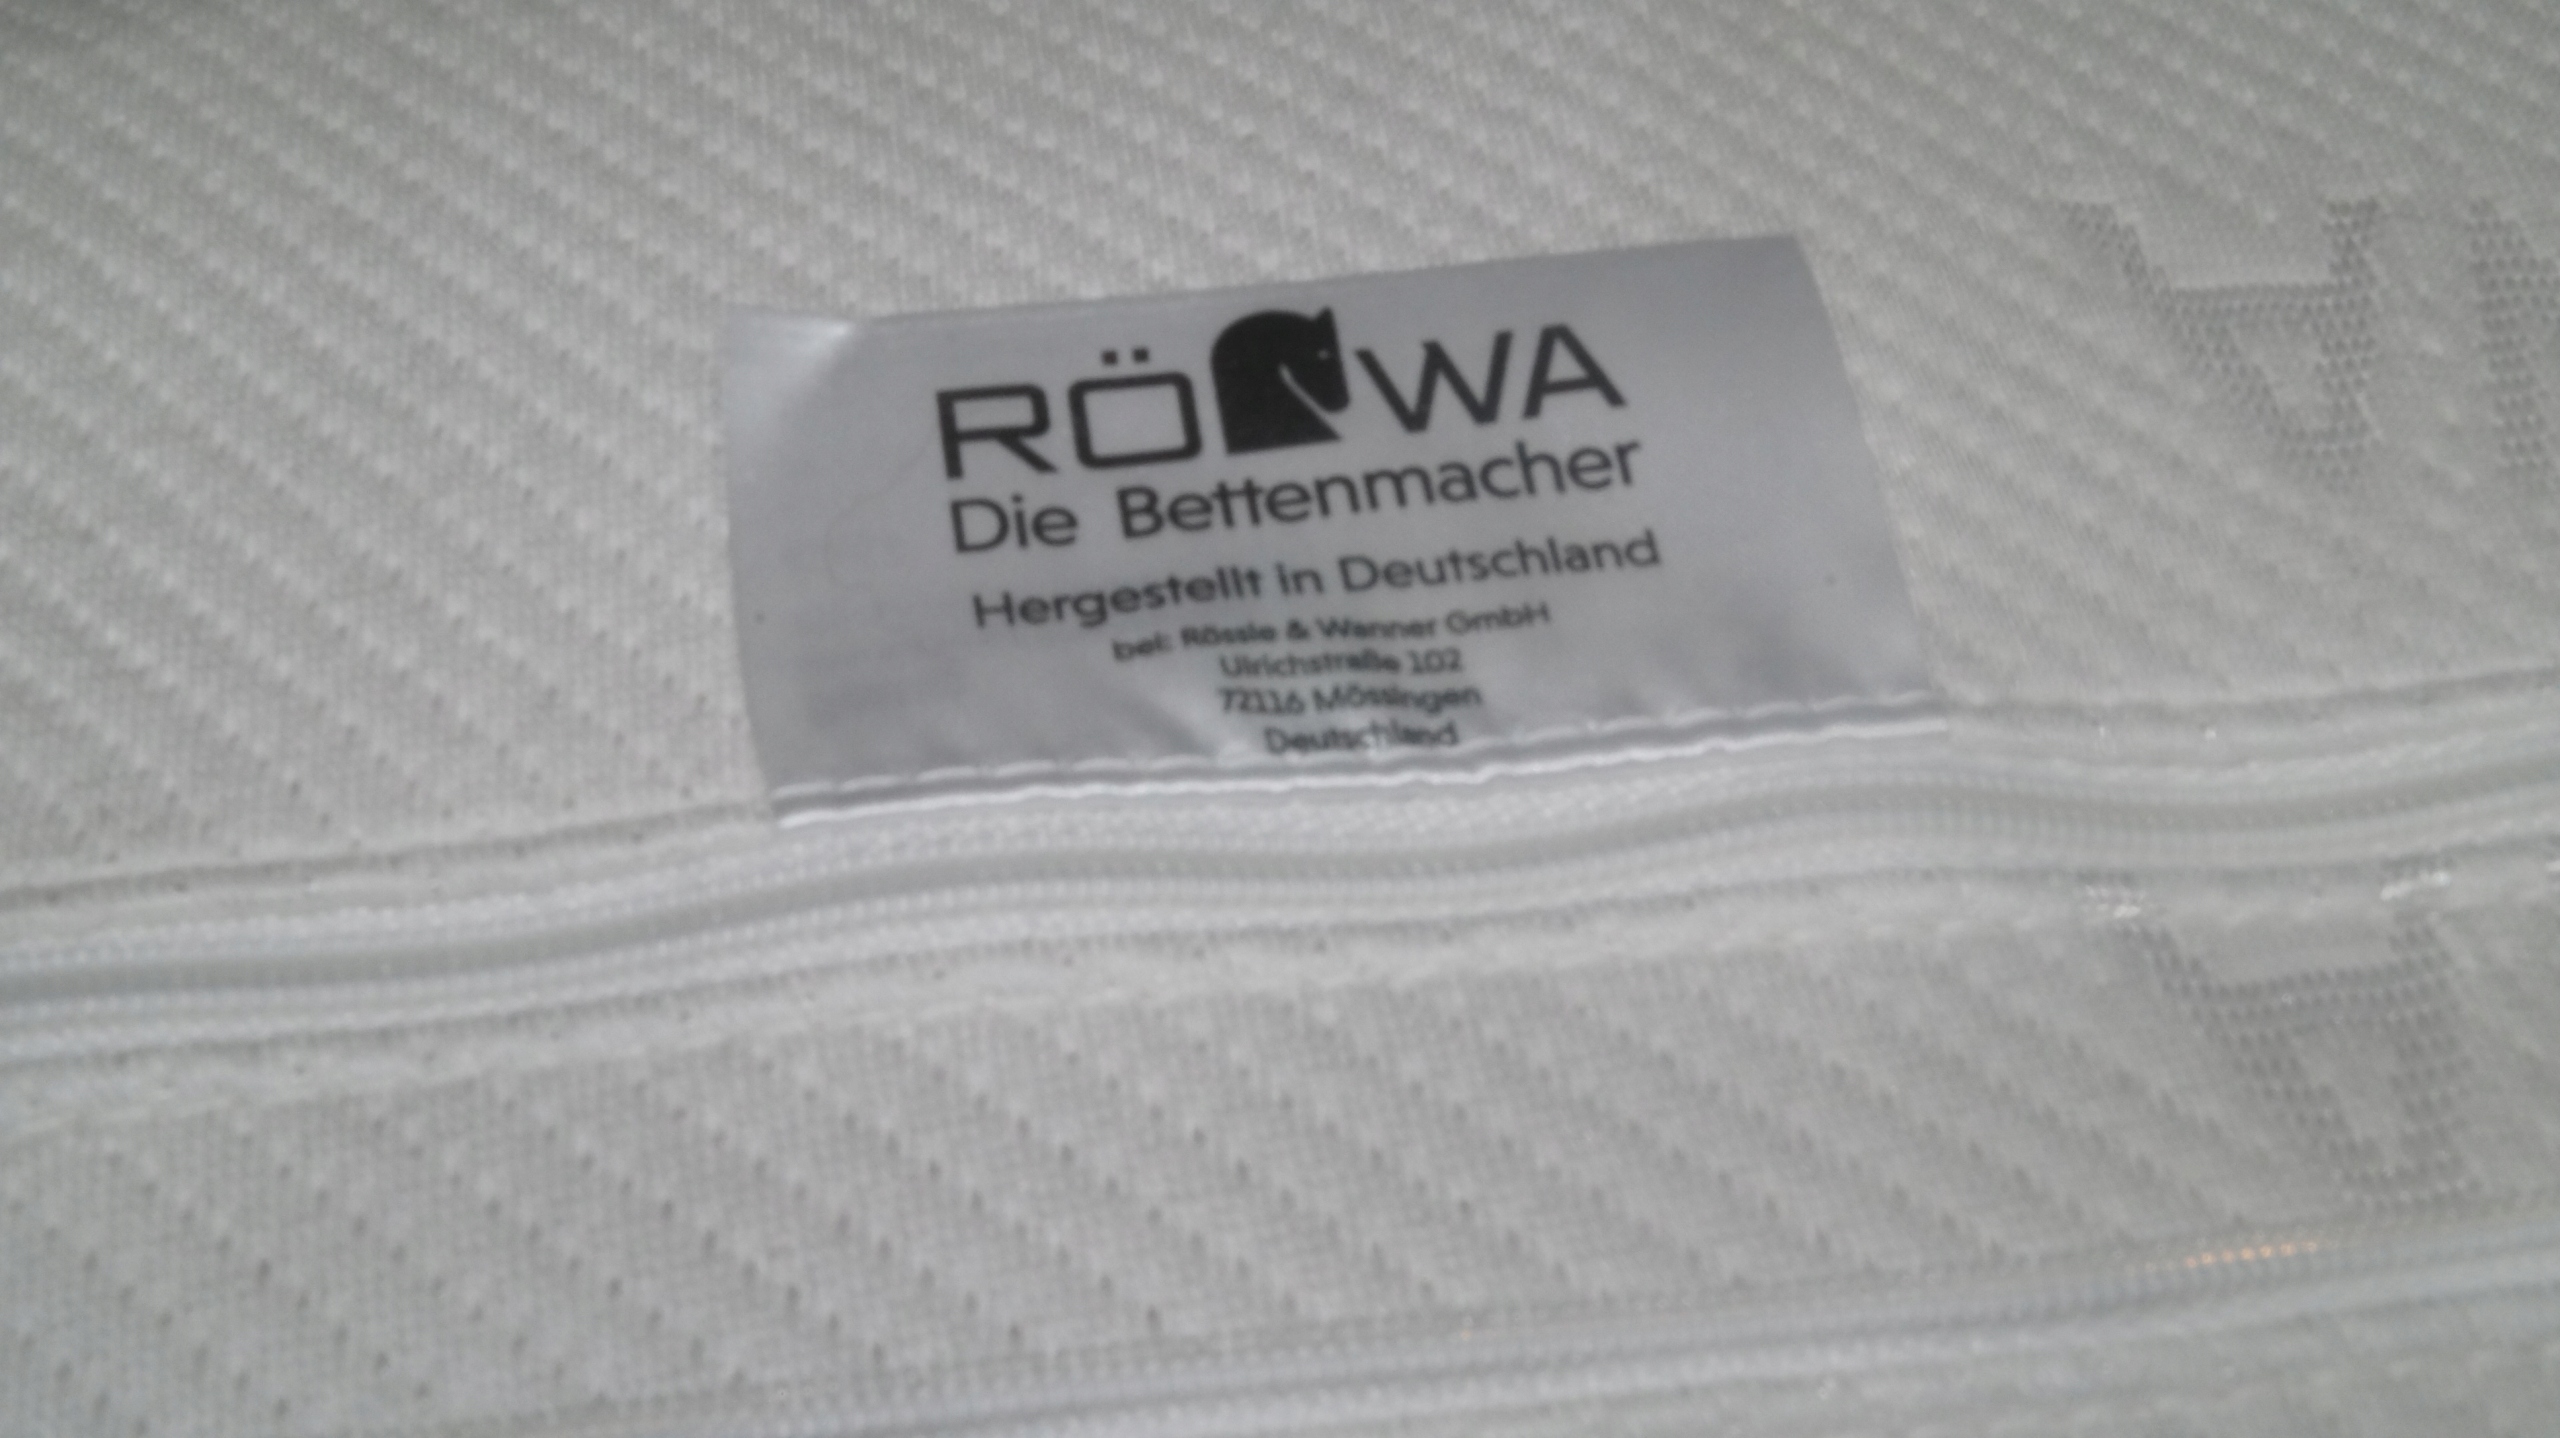 RÖWA
Die Bettenmacher
Hergestellt in Deutschland
bei: Rössle & Wanner GmbH
Ulrichstraße 102
72116 Mössingen
Deutschland